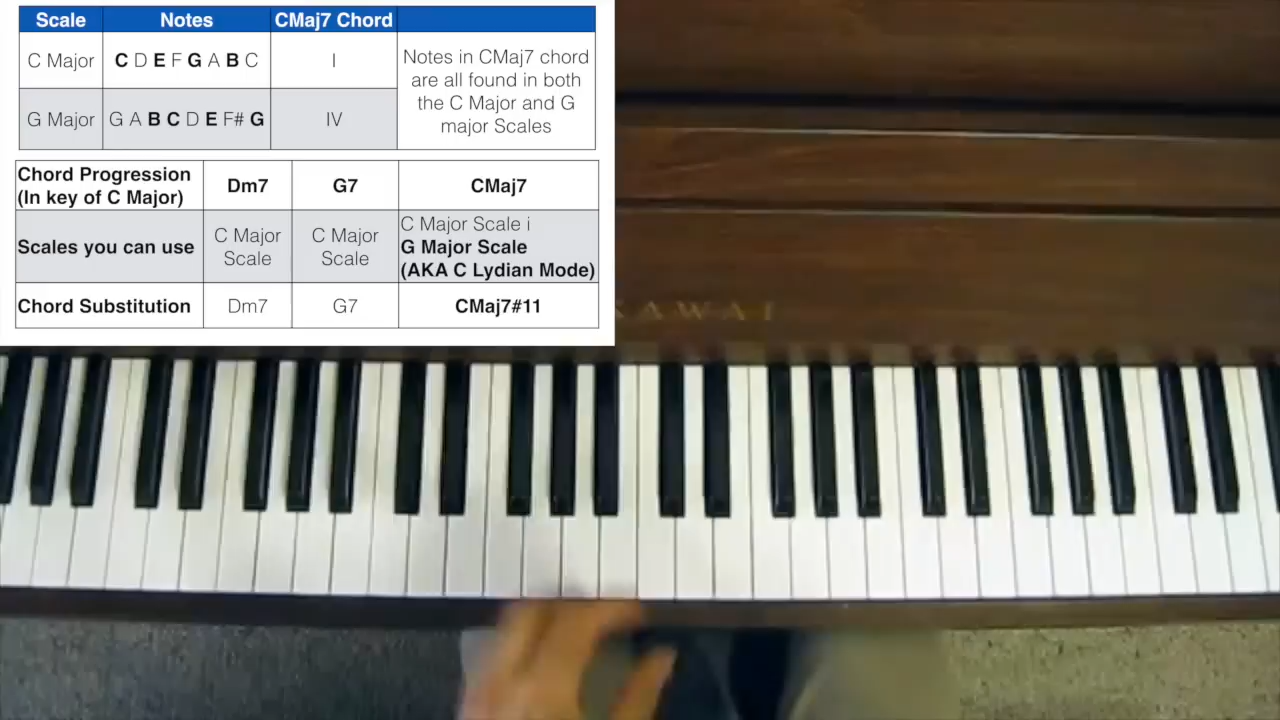 Scale Notes CMaj7 Chord
C Major C D E F G A B C I
Notes in CMaj7 chord
are all found in both
the C Major and G
major Scales
G Major G A B C D E F# G IV
Chord Progression
(In key of C Major)
Dm7 G7 CMaj7
Scales you can use
C Major
Scale
C Major
Scale
C Major Scale i
G Major Scale
(AKA C Lydian Mode)
Chord Substitution Dm7 G7 CMaj7#11
KAWAI